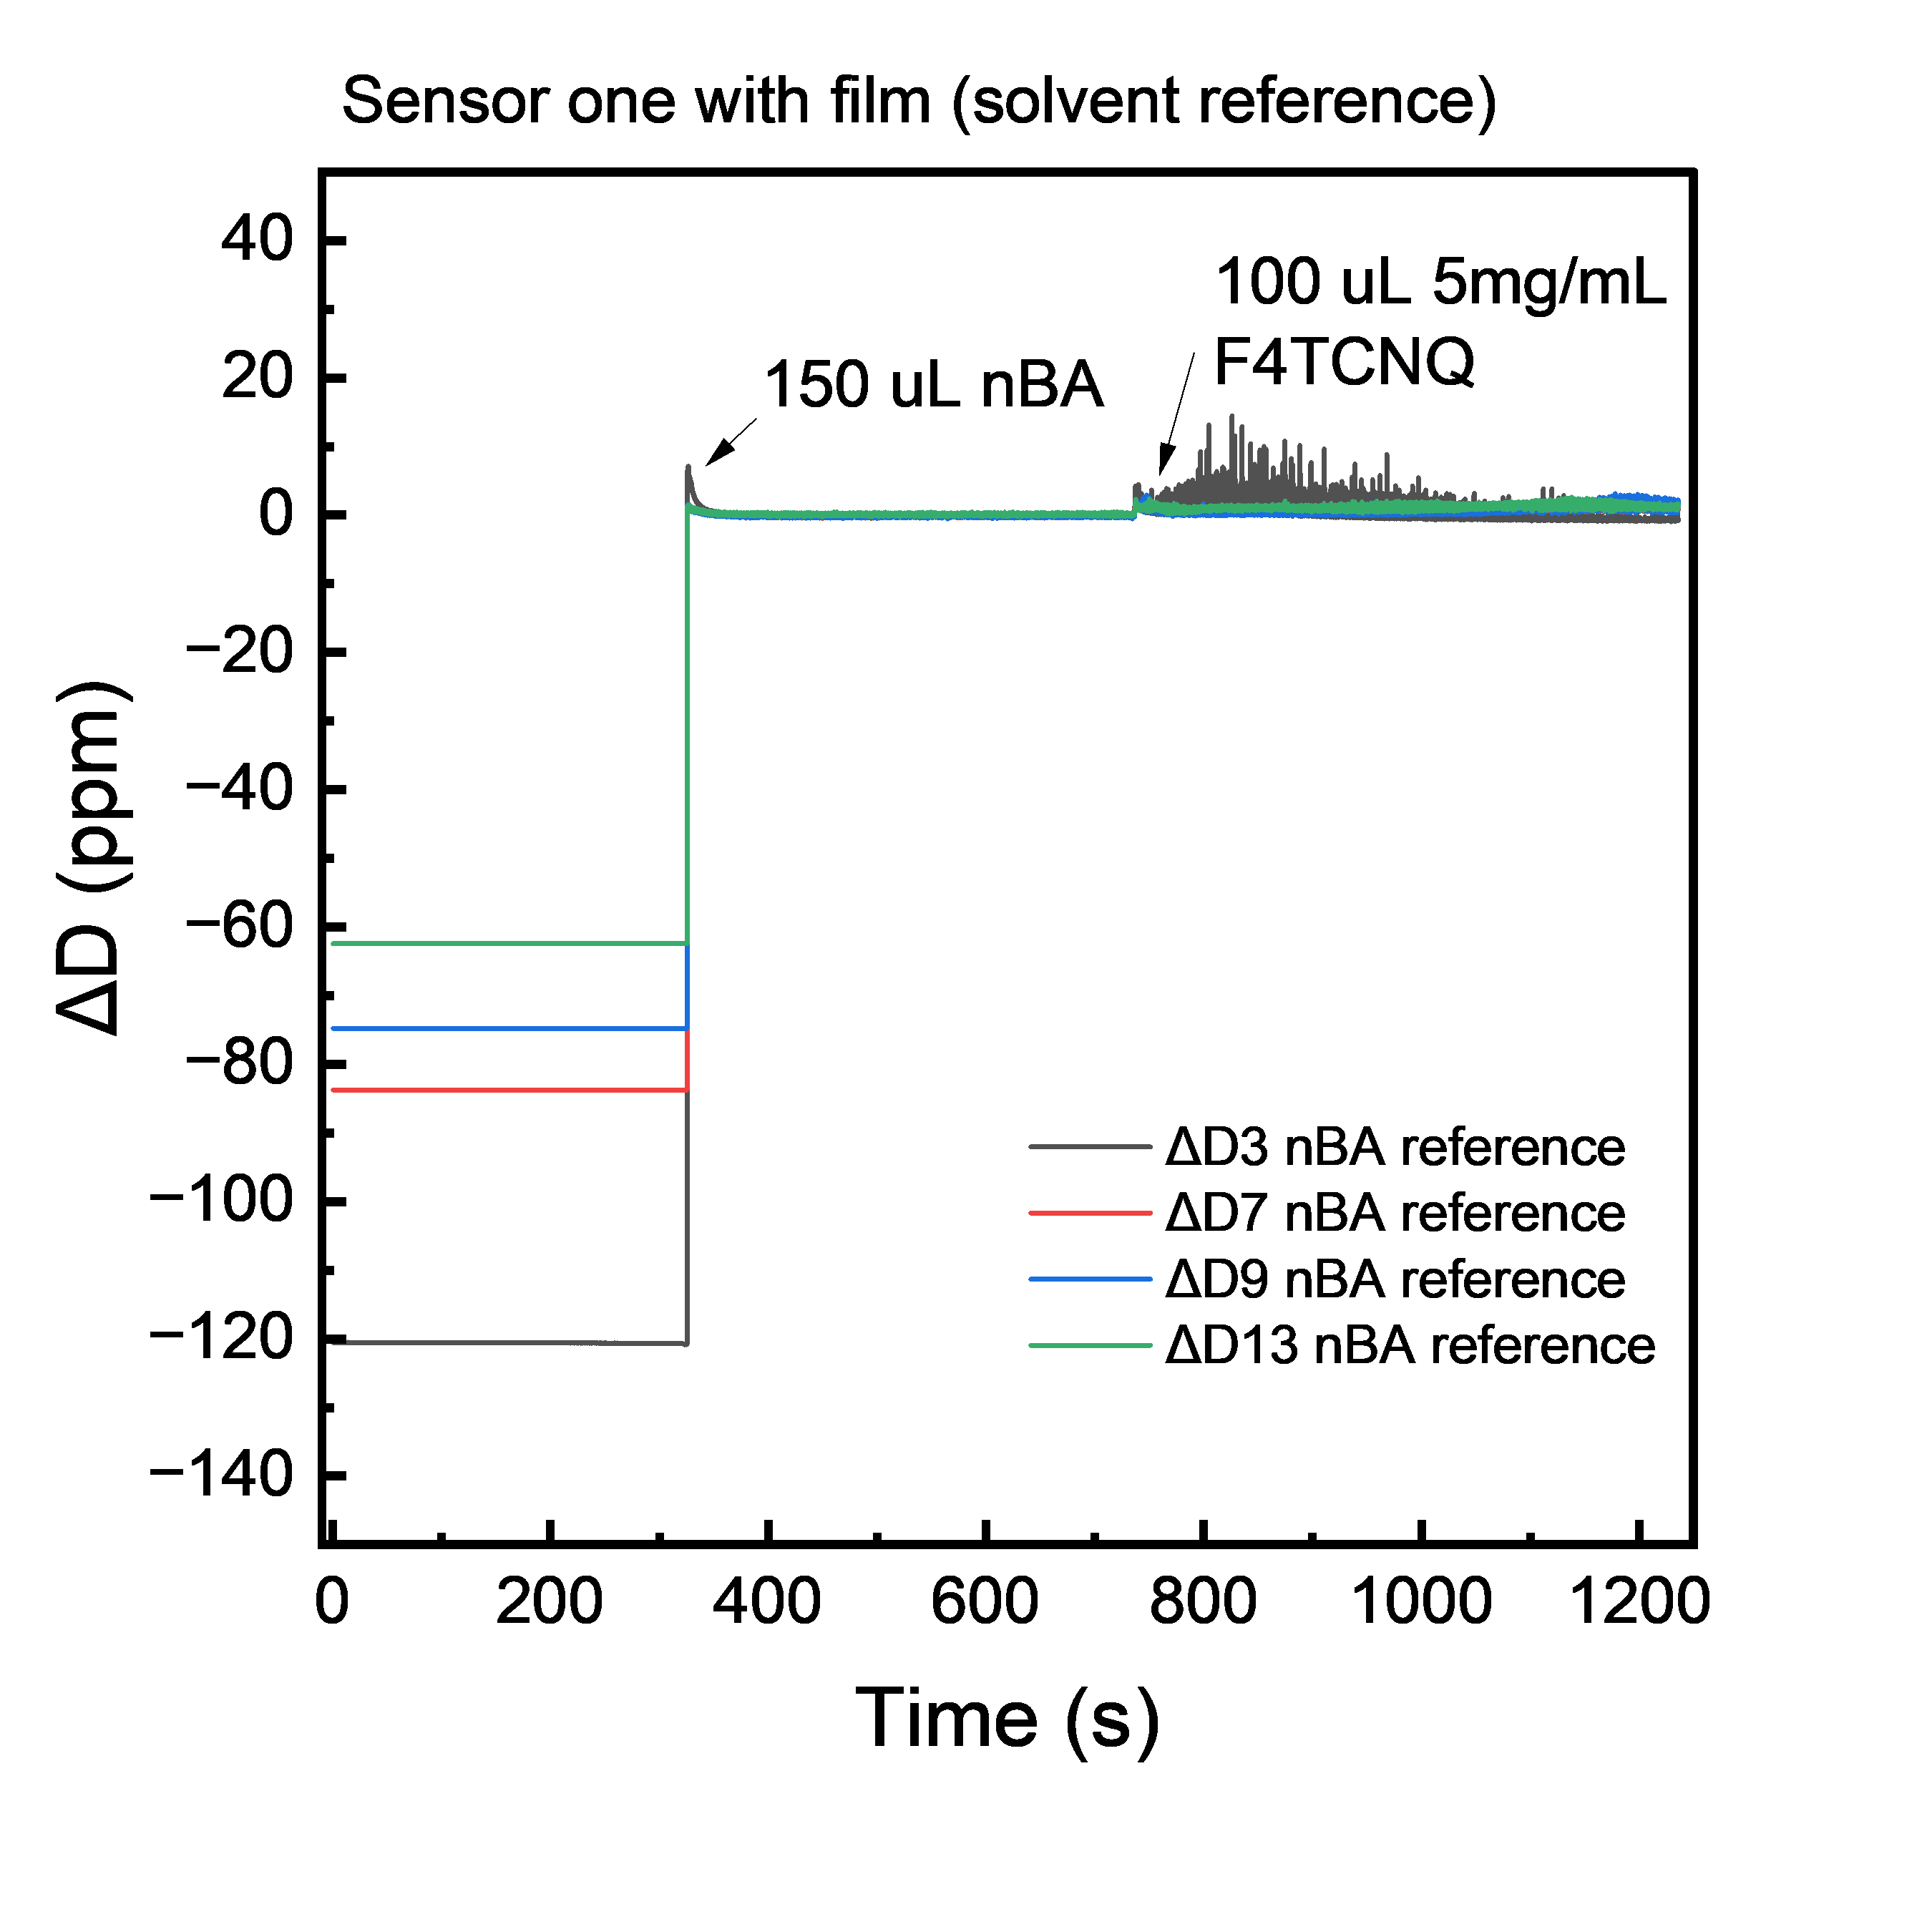 Sensor one with film (solvent reference)
40
20
0
−20
−40
−60
−80
−100
−120
−140
ΔD (ppm)
150 uL nBA
100 uL 5mg/mL
F4TCNQ
ΔD3 nBA reference
ΔD7 nBA reference
ΔD9 nBA reference
ΔD13 nBA reference
0 200 400 600 800 1000 1200
Time (s)